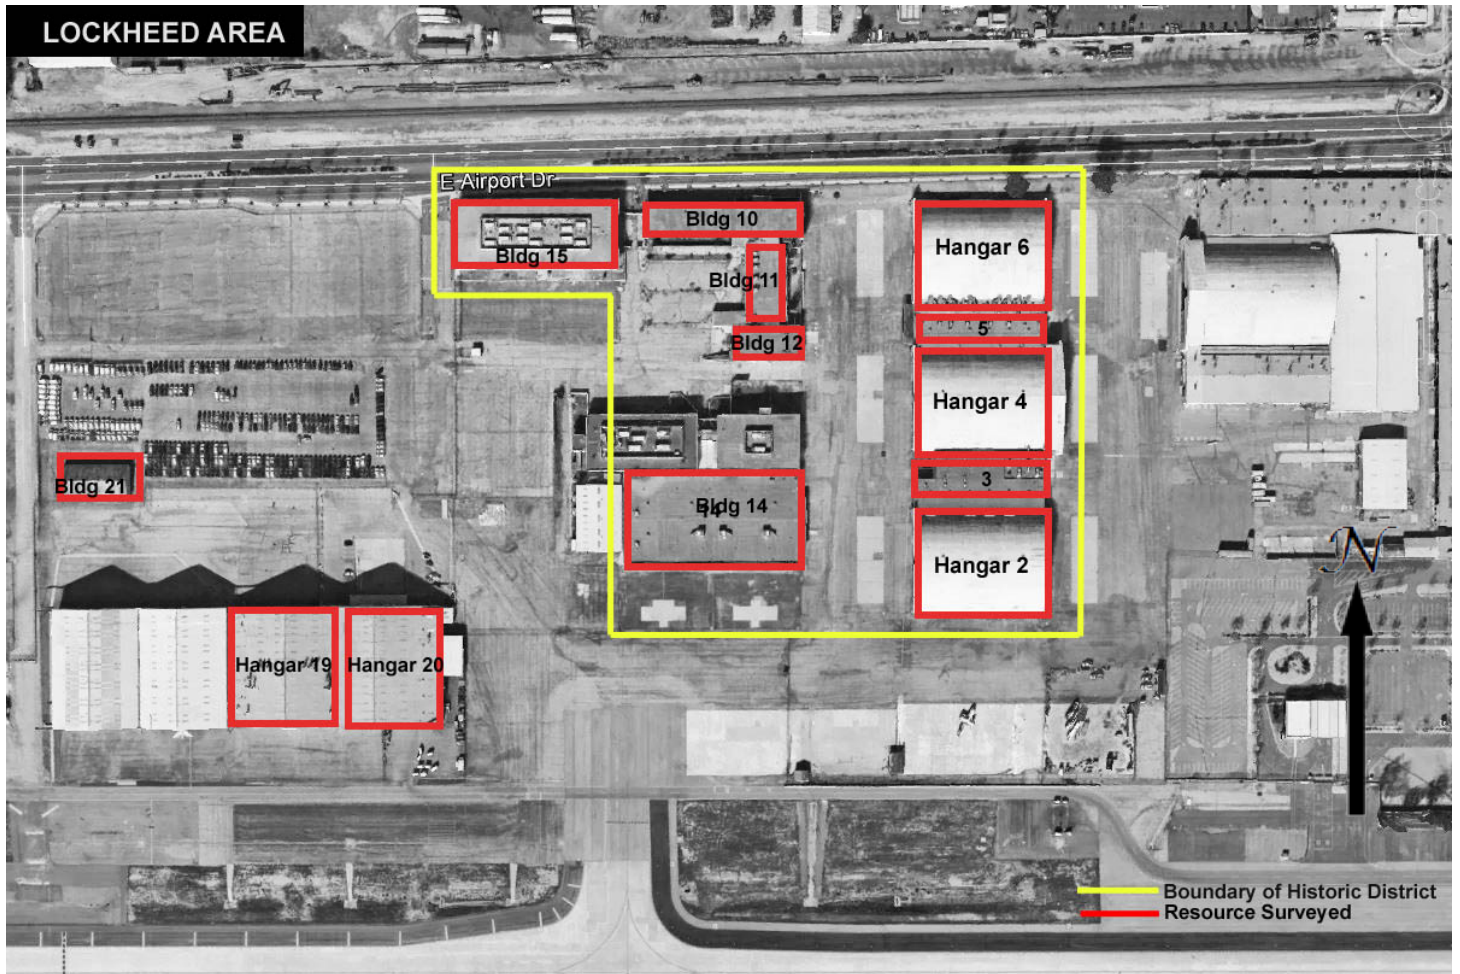 LOCKHEED AREA
E Airport Dr
Bldg 10
Hangar 6
Bldg 15
Bldg 11
5
Bldg 12
Hangar 4
3
Bldg 21
Bldg 14
14
Hangar 2
N
Hangar 19
Hangar 20
Boundary of Historic District
Resource Surveyed